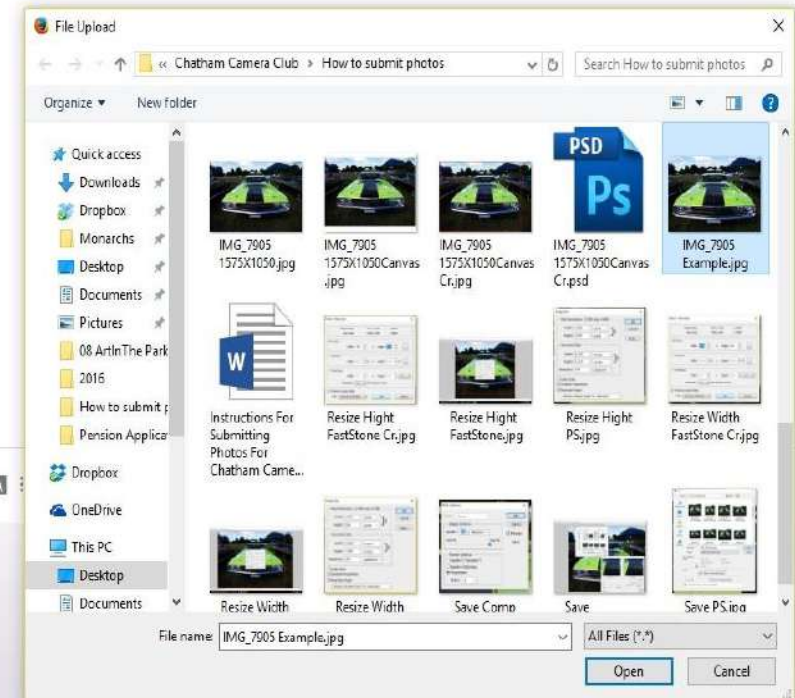 File Upload
« Chatham Camera Club > How to submit photos
Search How to submit photos
Organize
New folder
Quick access
Downloads
Dropbox
Monarchs
Desktop
Documents
Pictures
08 ArtInThe Park
2016
How to submit p
Pension Applica
Dropbox
OneDrive
This PC
Desktop
Documents
IMG_7905
1575X1050.jpg
IMG_7905
1575X1050Canvas
.jpg
IMG_7905
1575X1050Canvas
Cr.jpg
PSD
Ps
IMG_7905
1575X1050Canvas
Cr.psd
IMG_7905
Example.jpg
W
Instructions For
Submitting
Photos For
Chatham Came...
Resize Hight
FastStone Cr.jpg
Resize Hight
FastStone.jpg
Resize Hight
PS.jpg
Resize Width
FastStone Cr.jpg
Resize Width
Resize Width
Save Comp
Save
Save PS.jpg
File name: IMG_7905 Example.jpg
All Files (*.*)
Open
Cancel